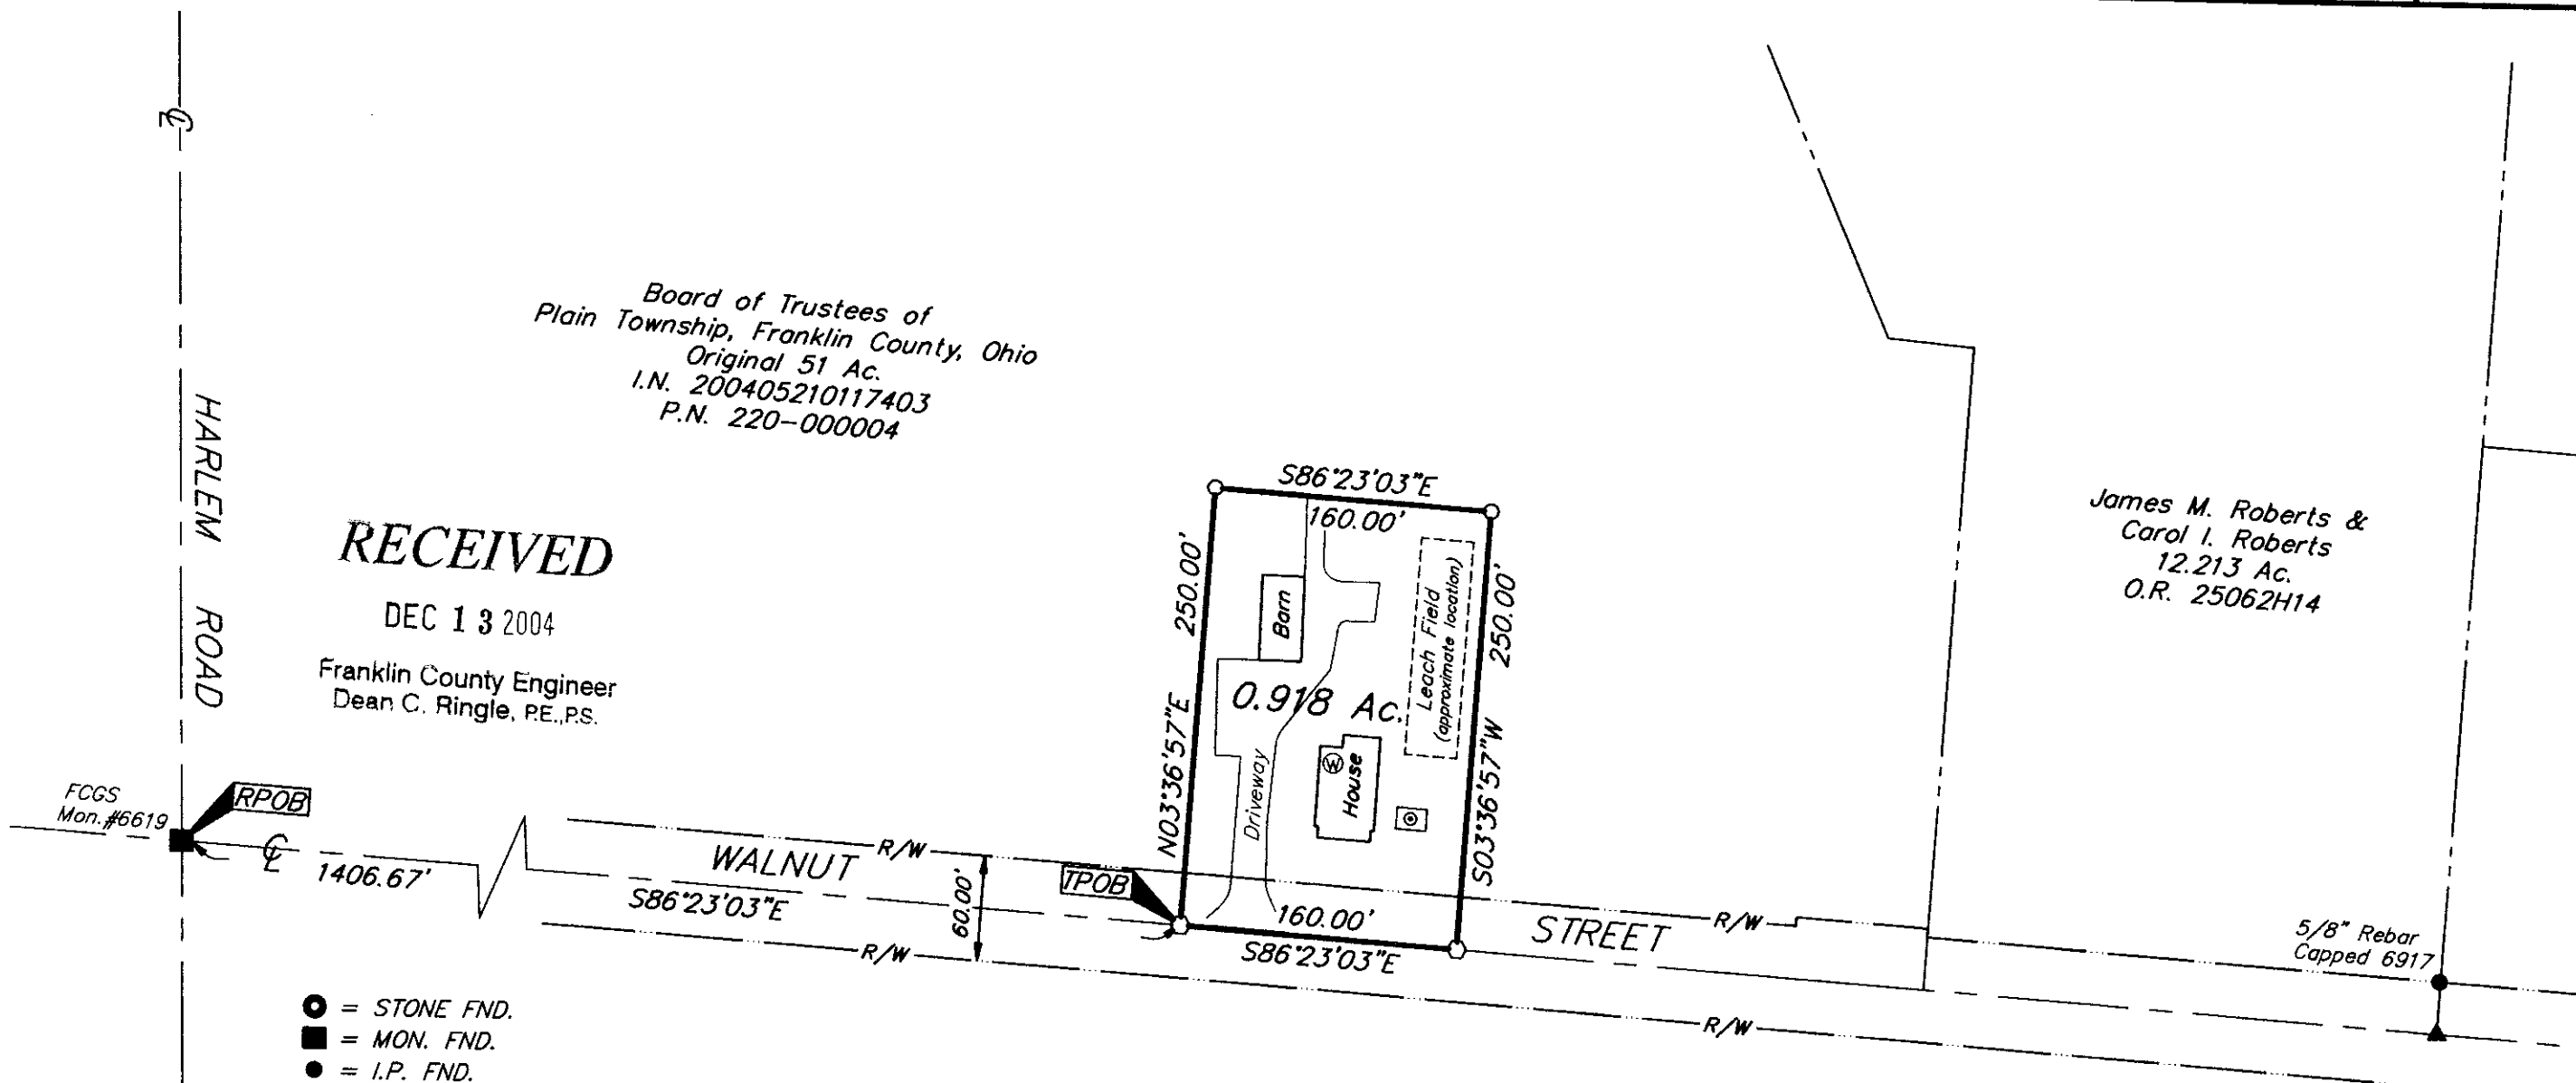 Board of Trustees of
Plain Township, Franklin County, Ohio
Original 51 Ac.
I.N. 200405210117403
P.N. 220-000004
HARLEM ROAD
RECEIVED
DEC 13 2004
Franklin County Engineer
Dean C. Ringle, P.E.,P.S.
S86°23'03"E
160.00'
N03°36'57"E 250.00'
Barn
Leach Field
(approximate location)
S03°36'57"W 250.00'
0.918 Ac.
Driveway
W
House
James M. Roberts &
Carol I. Roberts
12.213 Ac.
O.R. 25062H14
FCGS
Mon.#6619
RPOB
℄
℄
1406.67'
WALNUT
R/W
S86°23'03"E
60.00'
R/W
TPOB
160.00'
S86°23'03"E
STREET
R/W
R/W
5/8" Rebar
Capped 6917
= STONE FND.
= MON. FND.
= I.P. FND.